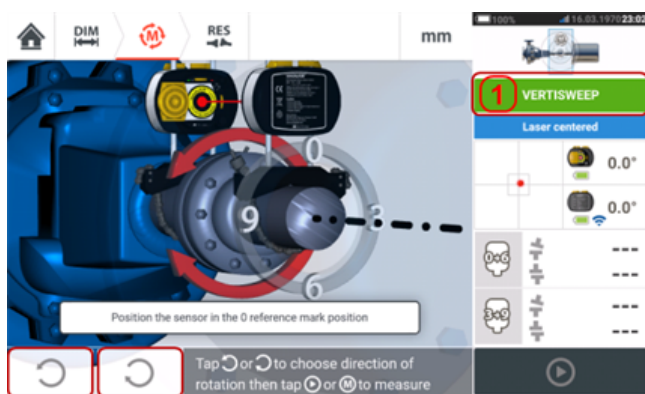 DIM
M
RES
mm
100%
16.03.1970 23:02
1 VERTISWEEP
Laser centered
0.0°
0.0°
0
9 3
6
0+6
---
---
3+9
---
---
Position the sensor in the 0 reference mark position
Tap or to choose direction of
rotation then tap or M to measure